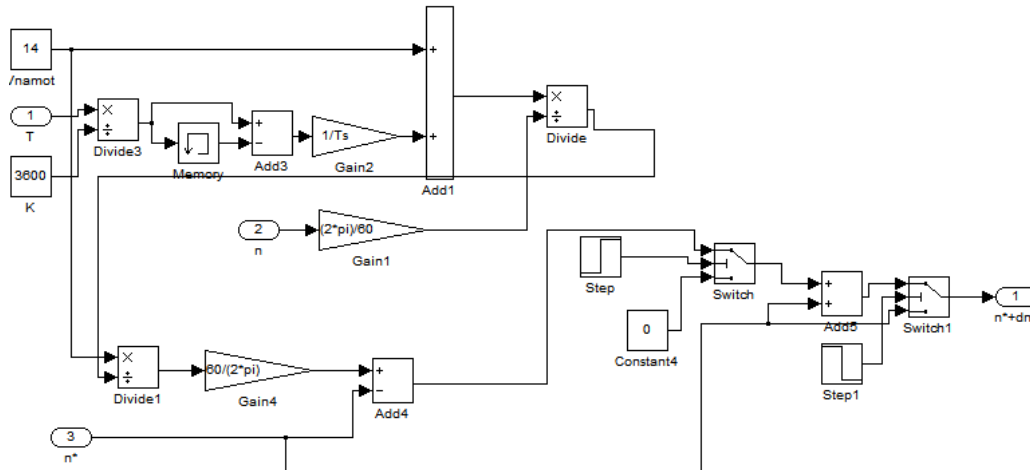 14
/namot
1
T
×
÷
Divide3
Memory
+
−
Add3
1/Ts
Gain2
+
+
Add1
×
÷
Divide
3600
K
2
n
(2*pi)/60
Gain1
Step
0
Constant4
Switch
+
+
Add5
Switch1
1
n*+dn
Step1
×
÷
Divide1
60/(2*pi)
Gain4
+
−
Add4
3
n*